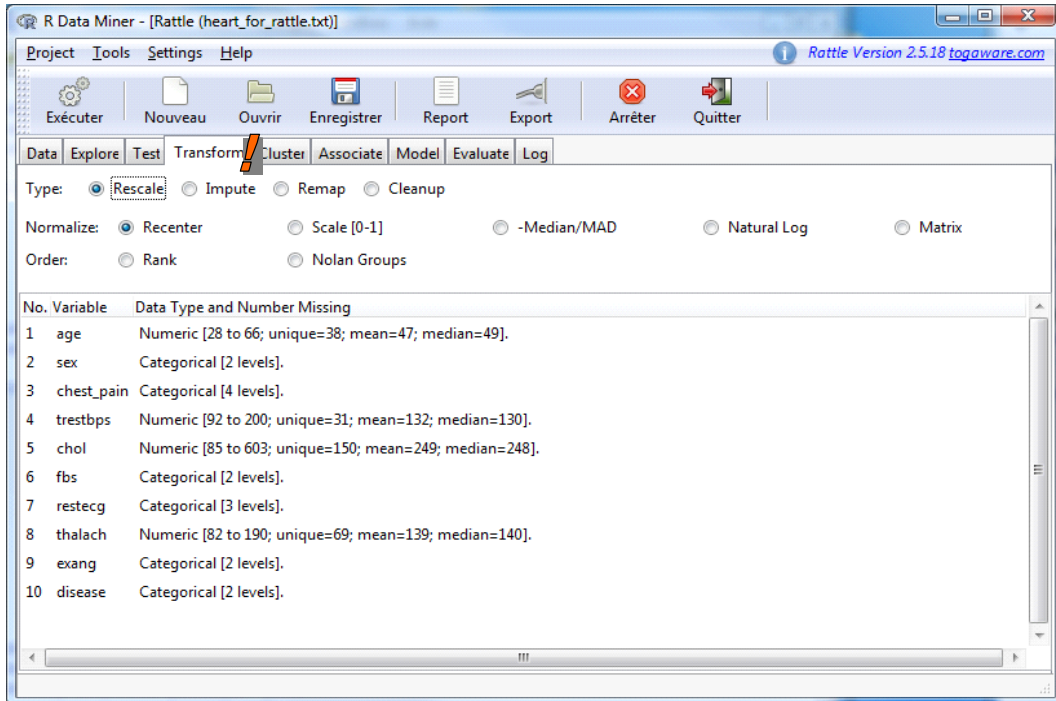 R Data Miner - [Rattle (heart_for_rattle.txt)]
Project Tools Settings Help Rattle Version 2.5.18 togaware.com
Exécuter Nouveau Ouvrir Enregistrer Report Export Arrêter Quitter
Data Explore Test Transform Cluster Associate Model Evaluate Log
Type: Rescale Impute Remap Cleanup
Normalize: Recenter Scale [0-1] -Median/MAD Natural Log Matrix
Order: Rank Nolan Groups
No. Variable Data Type and Number Missing
1 age Numeric [28 to 66; unique=38; mean=47; median=49].
2 sex Categorical [2 levels].
3 chest_pain Categorical [4 levels].
4 trestbps Numeric [92 to 200; unique=31; mean=132; median=130].
5 chol Numeric [85 to 603; unique=150; mean=249; median=248].
6 fbs Categorical [2 levels].
7 restecg Categorical [3 levels].
8 thalach Numeric [82 to 190; unique=69; mean=139; median=140].
9 exang Categorical [2 levels].
10 disease Categorical [2 levels].